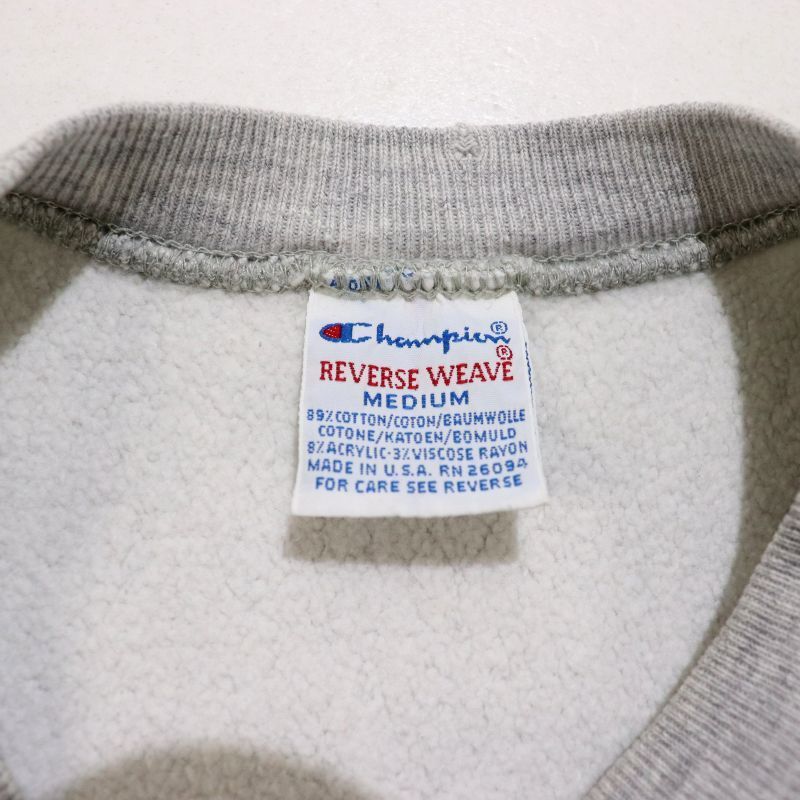 Champion®
REVERSE WEAVE®
MEDIUM
89% COTTON/COTON/BAUMWOLLE
COTONE/KATOEN/BOMULD
8% ACRYLIC-3% VISCOSE RAYON
MADE IN U.S.A. RN 26094
FOR CARE SEE REVERSE